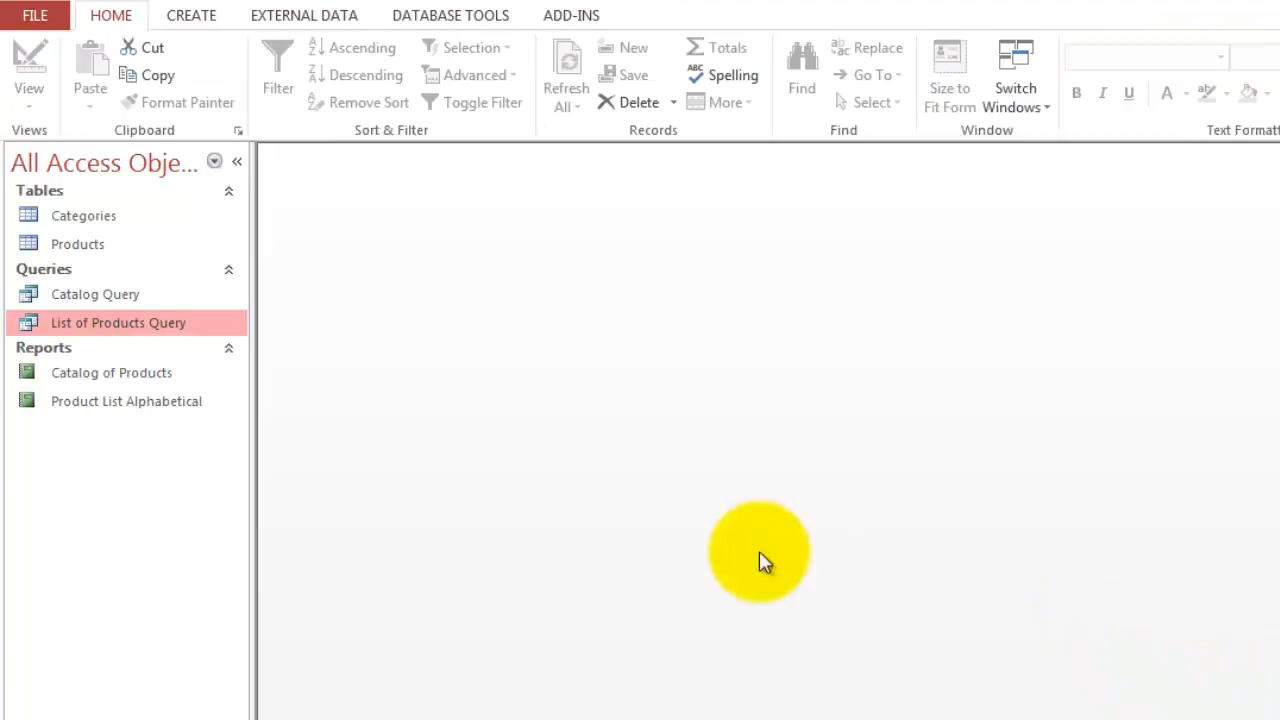 FILE HOME CREATE EXTERNAL DATA DATABASE TOOLS ADD-INS
View
Views
Paste
Cut
Copy
Format Painter
Clipboard
Filter
Ascending
Descending
Remove Sort
Selection
Advanced
Toggle Filter
Sort & Filter
Refresh
All
New
Save
Delete
Totals
Spelling
More
Records
Find
Replace
Go To
Select
Find
Size to
Fit Form
Switch
Windows
Window
B I U A
Text Formatt
All Access Obje...
Tables
Categories
Products
Queries
Catalog Query
List of Products Query
Reports
Catalog of Products
Product List Alphabetical